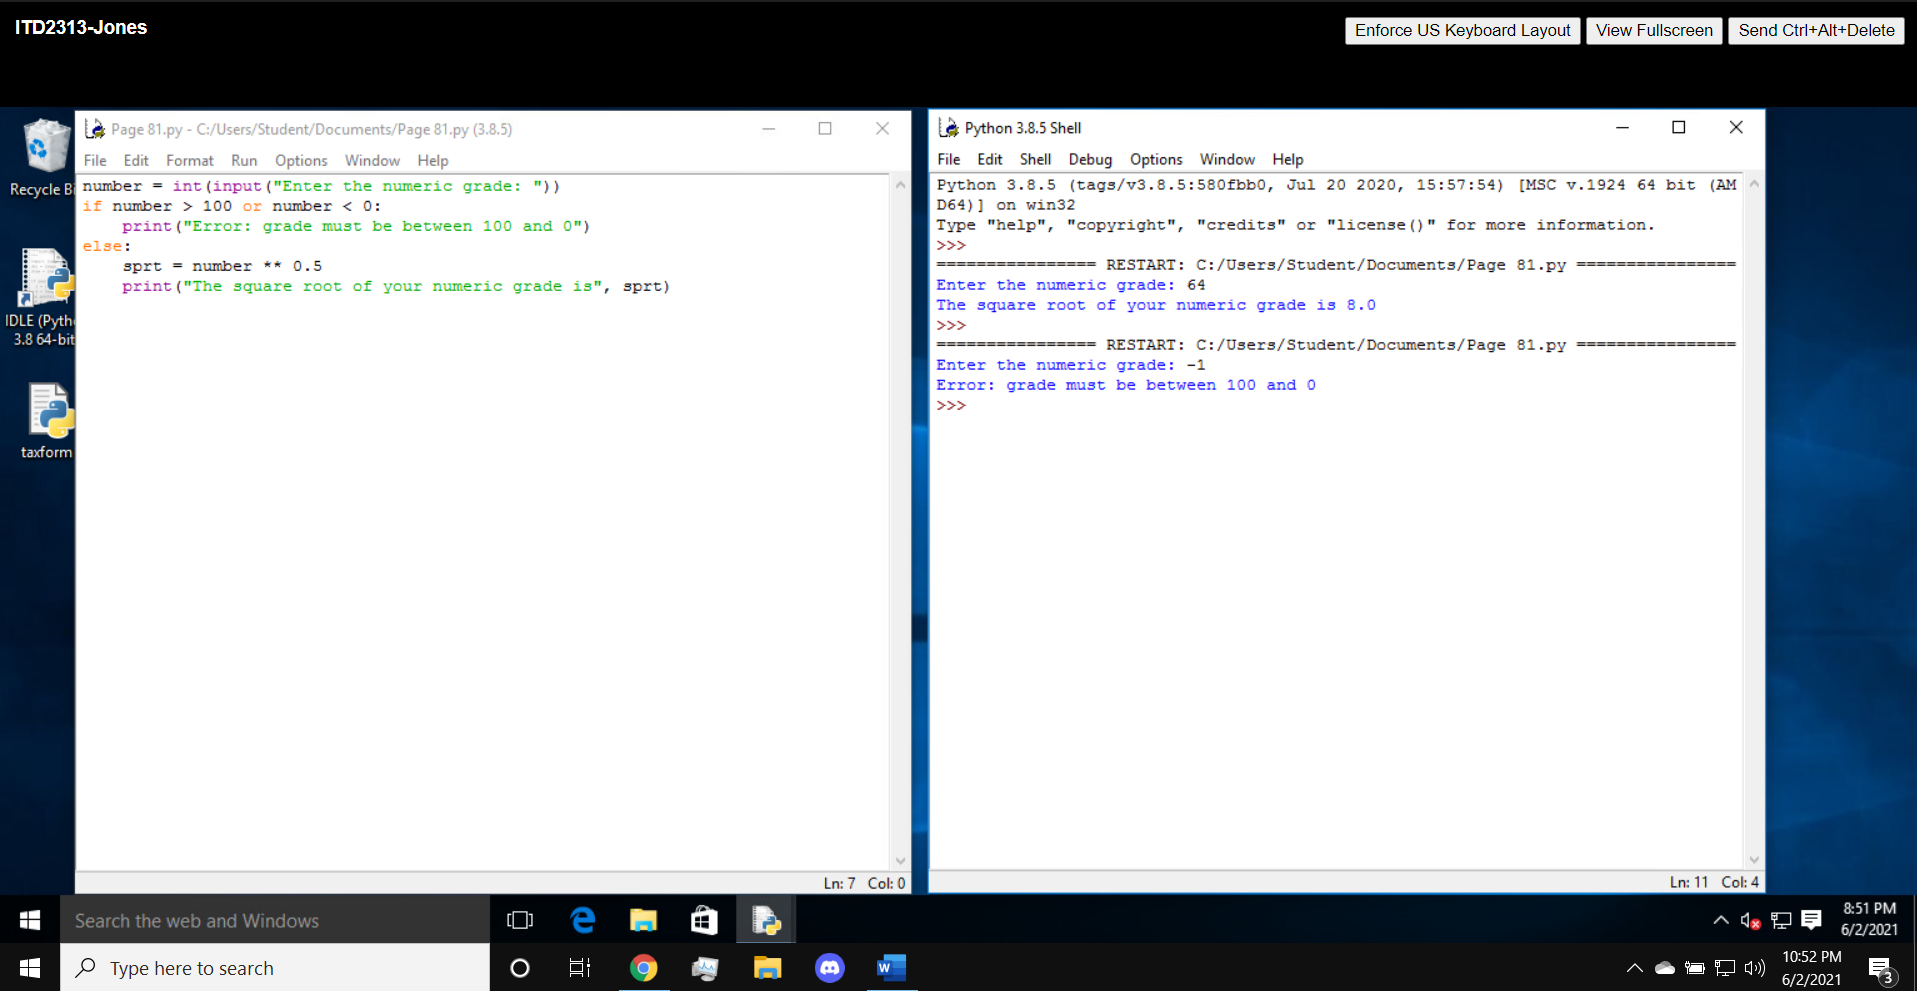 ITD2313-Jones
Enforce US Keyboard Layout
View Fullscreen
Send Ctrl+Alt+Delete
Recycle Bi
IDLE (Pyth
3.8 64-bit
taxform
Page 81.py - C:/Users/Student/Documents/Page 81.py (3.8.5)
File Edit Format Run Options Window Help
number = int(input("Enter the numeric grade: "))
if number > 100 or number < 0:
    print("Error: grade must be between 100 and 0")
else:
    sprt = number ** 0.5
    print("The square root of your numeric grade is", sprt)
Ln: 7 Col: 0
Python 3.8.5 Shell
File Edit Shell Debug Options Window Help
Python 3.8.5 (tags/v3.8.5:580fbb0, Jul 20 2020, 15:57:54) [MSC v.1924 64 bit (AM
D64)] on win32
Type "help", "copyright", "credits" or "license()" for more information.
>>>
================ RESTART: C:/Users/Student/Documents/Page 81.py ================
Enter the numeric grade: 64
The square root of your numeric grade is 8.0
>>>
================ RESTART: C:/Users/Student/Documents/Page 81.py ================
Enter the numeric grade: -1
Error: grade must be between 100 and 0
>>>
Ln: 11 Col: 4
Search the web and Windows
8:51 PM
6/2/2021
Type here to search
W
10:52 PM
6/2/2021
3